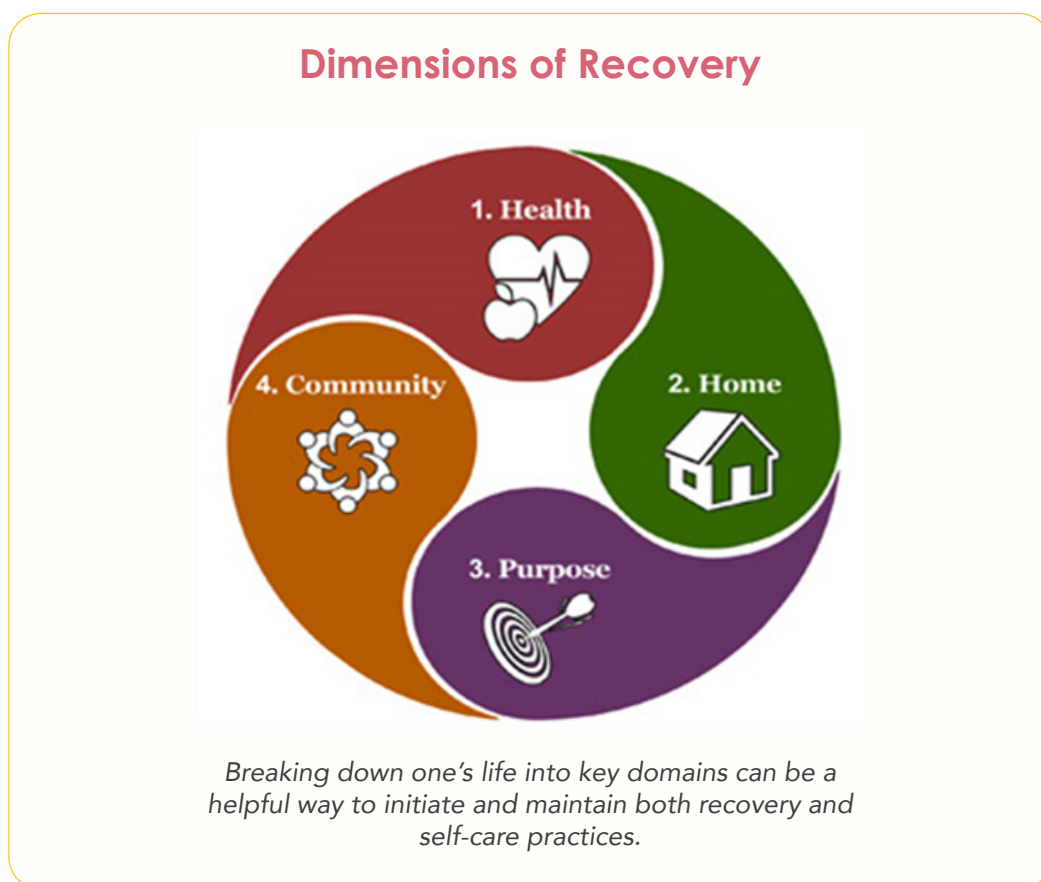 Dimensions of Recovery
1. Health
2. Home
3. Purpose
4. Community
Breaking down one’s life into key domains can be a
helpful way to initiate and maintain both recovery and
self-care practices.